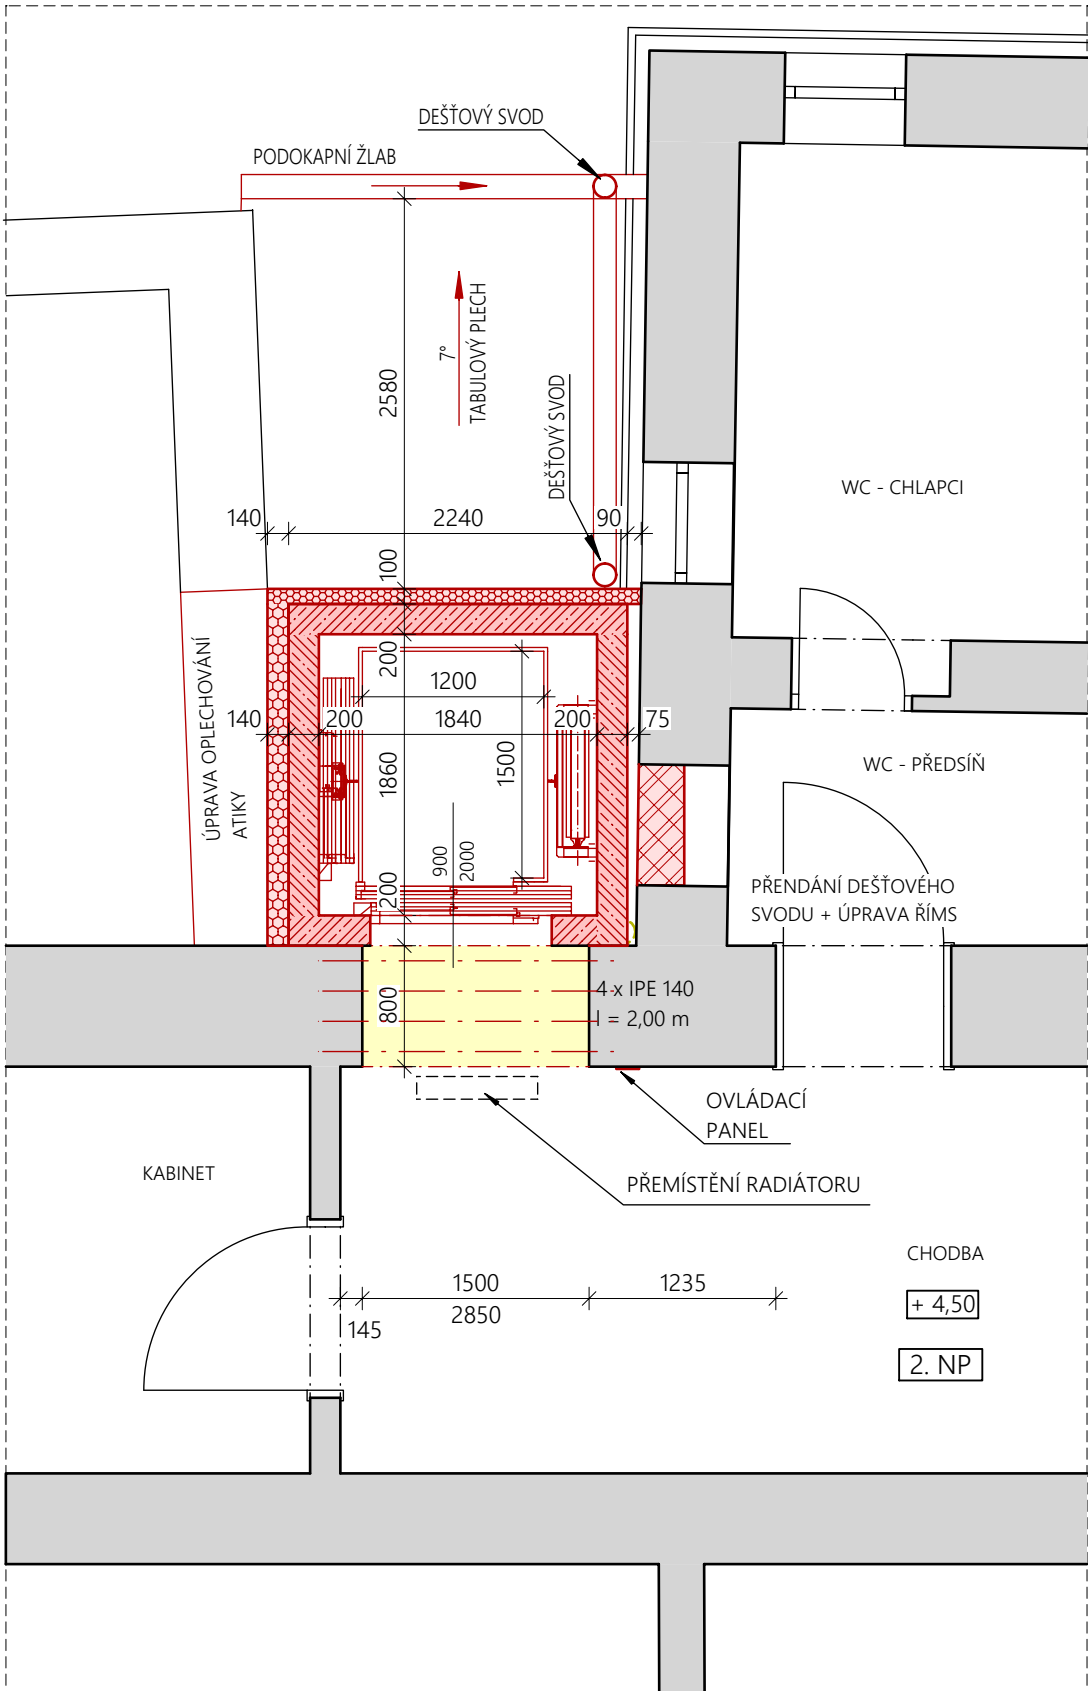 DEŠŤOVÝ SVOD
PODOKAPNÍ ŽLAB
2580
7°
TABULOVÝ PLECH
DEŠŤOVÝ SVOD
WC - CHLAPCI
140
2240
90
100
200
1200
140
200
1840
200
75
1860
1500
ÚPRAVA OPLECHOVÁNÍ
ATIKY
WC - PŘEDSÍŇ
900
2000
200
PŘENDÁNÍ DEŠŤOVÉHO
SVODU + ÚPRAVA ŘÍMS
800
4 x IPE 140
l = 2,00 m
OVLÁDACÍ
PANEL
KABINET
PŘEMÍSTĚNÍ RADIÁTORU
CHODBA
1500
1235
2850
145
+ 4,50
2. NP